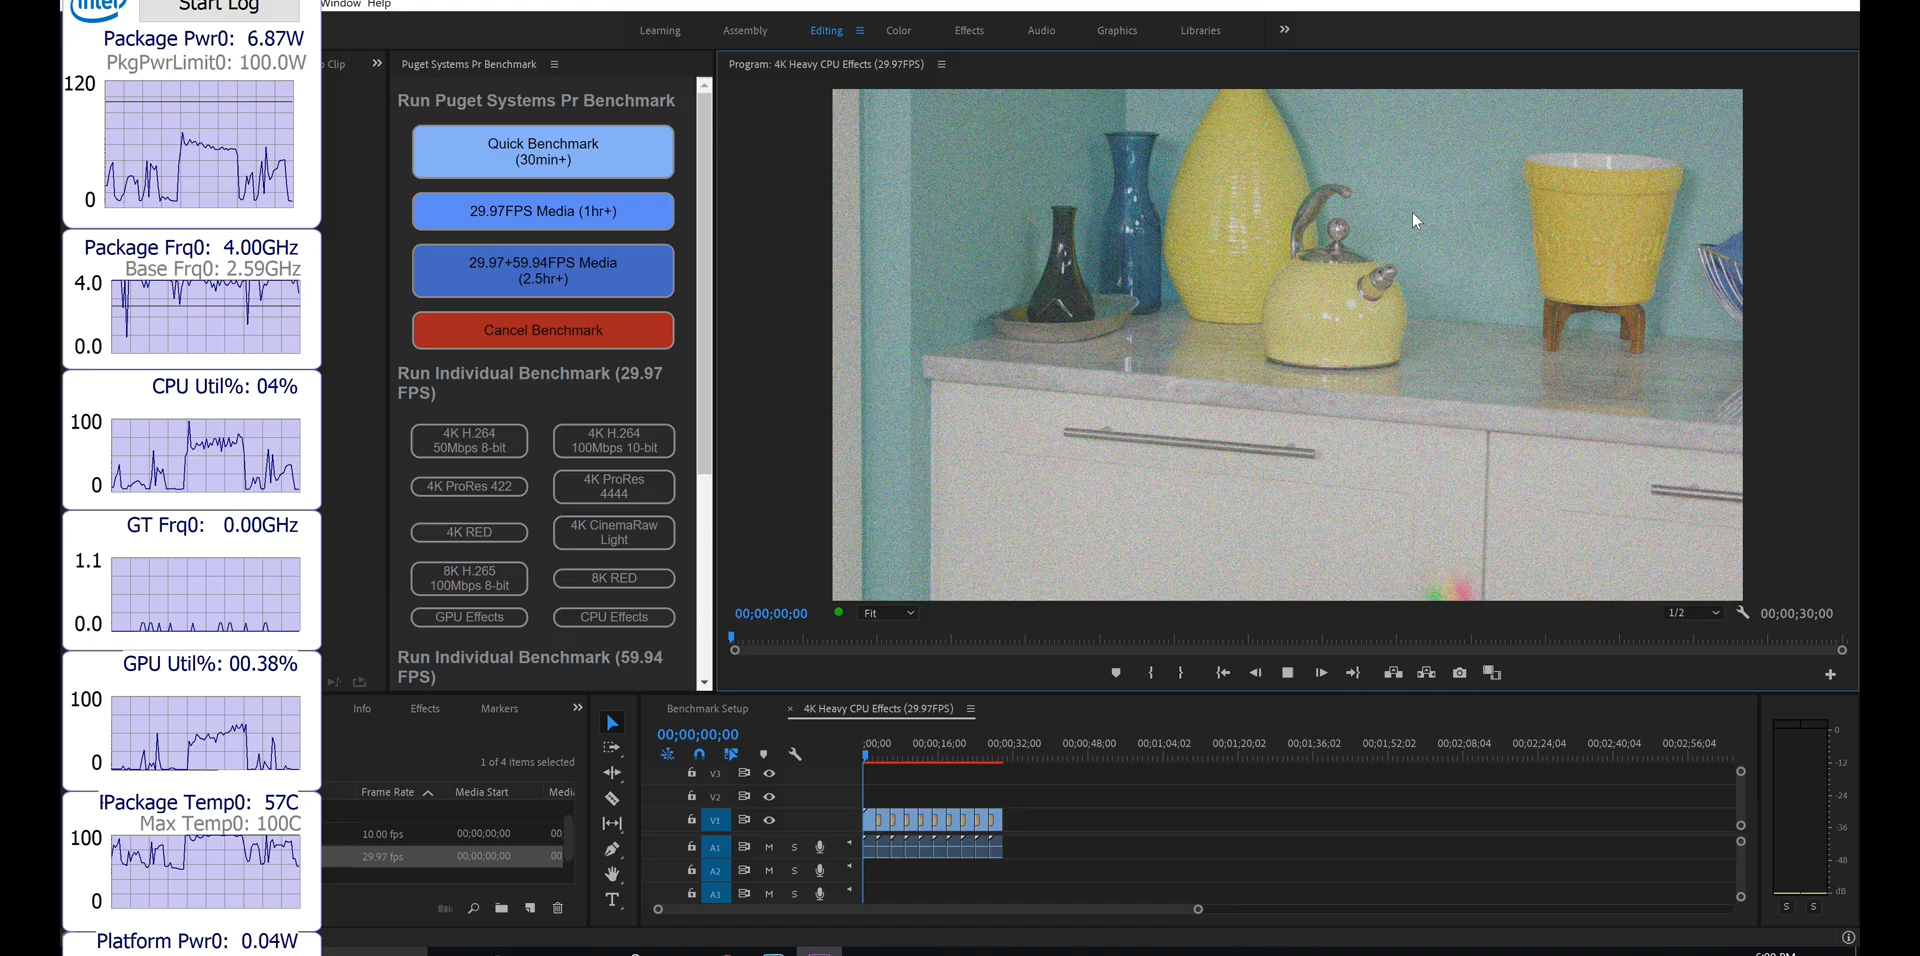 Window Help
intel
Start Log
Package Pwr0: 6.87W
PkgPwrLimit0: 100.0W
120
0
Package Frq0: 4.00GHz
Base Frq0: 2.59GHz
4.0
0.0
CPU Util%: 04%
100
0
GT Frq0: 0.00GHz
1.1
0.0
GPU Util%: 00.38%
100
0
Package Temp0: 57C
Max Temp0: 100C
100
0
Platform Pwr0: 0.04W
Learning Assembly Editing Color Effects Audio Graphics Libraries
Clip
Puget Systems Pr Benchmark
Run Puget Systems Pr Benchmark
Quick Benchmark
(30min+)
29.97FPS Media (1hr+)
29.97+59.94FPS Media
(2.5hr+)
Cancel Benchmark
Run Individual Benchmark (29.97
FPS)
4K H.264
50Mbps 8-bit
4K H.264
100Mbps 10-bit
4K ProRes 422
4K ProRes
4444
4K RED
4K CinemaRaw
Light
8K H.265
100Mbps 8-bit
8K RED
GPU Effects
CPU Effects
Run Individual Benchmark (59.94
FPS)
Program: 4K Heavy CPU Effects (29.97FPS)
00;00;00;00
Fit
1/2
00;00;30;00
Info Effects Markers
1 of 4 items selected
Frame Rate Media Start Medi
10.00 fps 00;00;00;00 00
29.97 fps 00;00;00;00 00
Benchmark Setup
× 4K Heavy CPU Effects (29.97FPS)
00;00;00;00
;00;00 00;00;16;00 00;00;32;00 00;00;48;00 00;01;04;02 00;01;20;02 00;01;36;02 00;01;52;02 00;02;08;04 00;02;24;04 00;02;40;04 00;02;56;04
V3
V2
V1
A1 M S
A2 M S
A3 M S
0
-12
-24
-36
-48
dB
S S